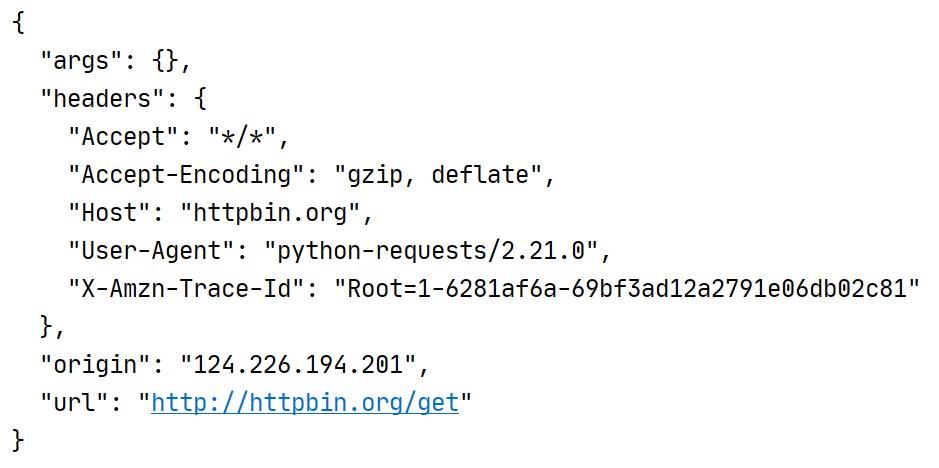 {
  "args": {},
  "headers": {
    "Accept": "*/*",
    "Accept-Encoding": "gzip, deflate",
    "Host": "httpbin.org",
    "User-Agent": "python-requests/2.21.0",
    "X-Amzn-Trace-Id": "Root=1-6281af6a-69bf3ad12a2791e06db02c81"
  },
  "origin": "124.226.194.201",
  "url": "http://httpbin.org/get"
}